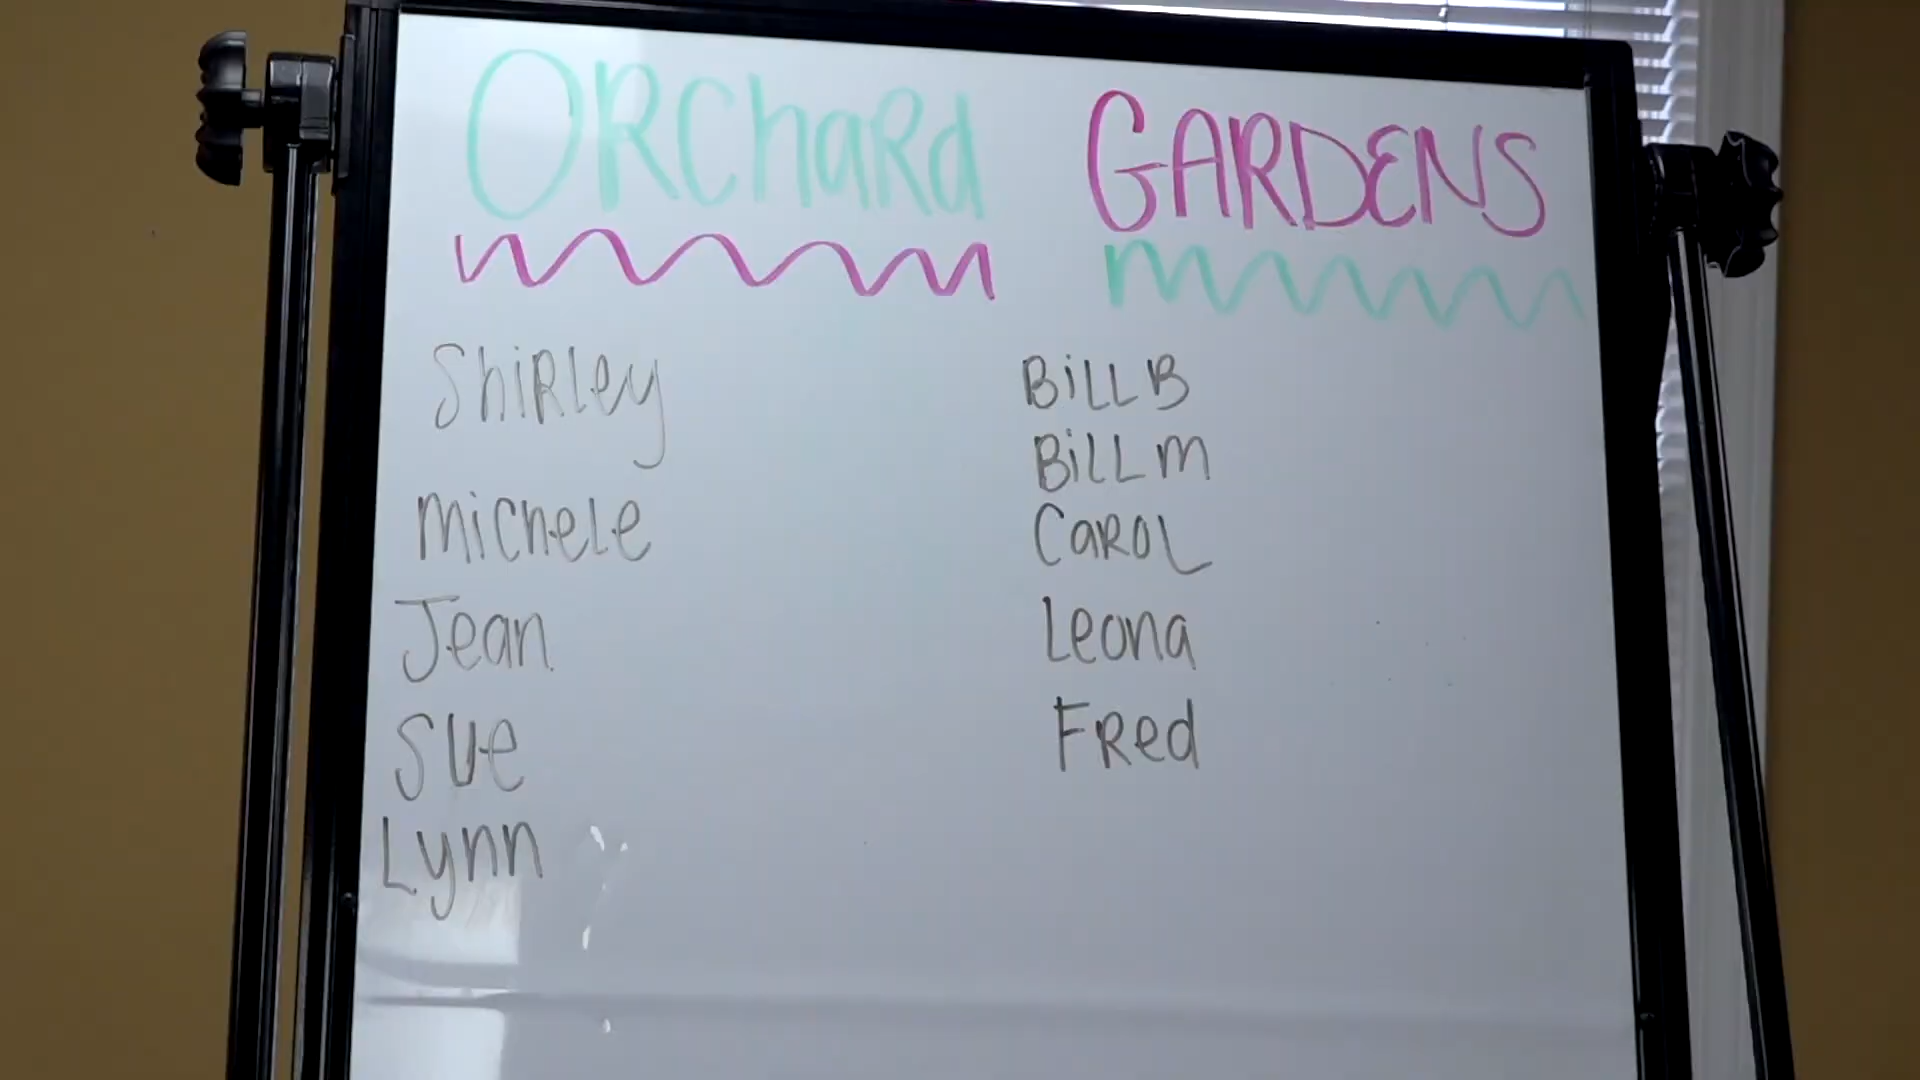 ORChaRd GARDENS
ShiRley
michele
Jean
Sue
Lynn
BiLL B
BiLL m
CaROL
Leona
FRed